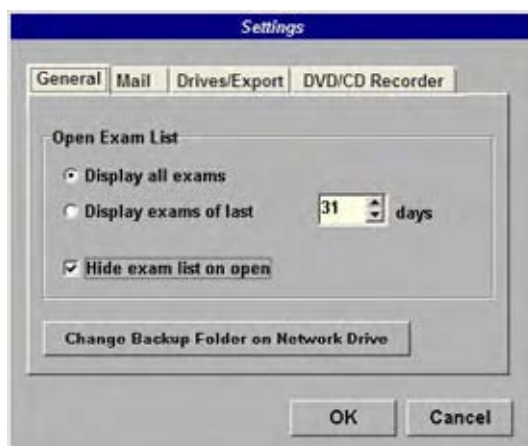 Settings
General Mail Drives/Export DVD/CD Recorder
Open Exam List
Display all exams
Display exams of last 31 days
Hide exam list on open
Change Backup Folder on Network Drive
OK Cancel